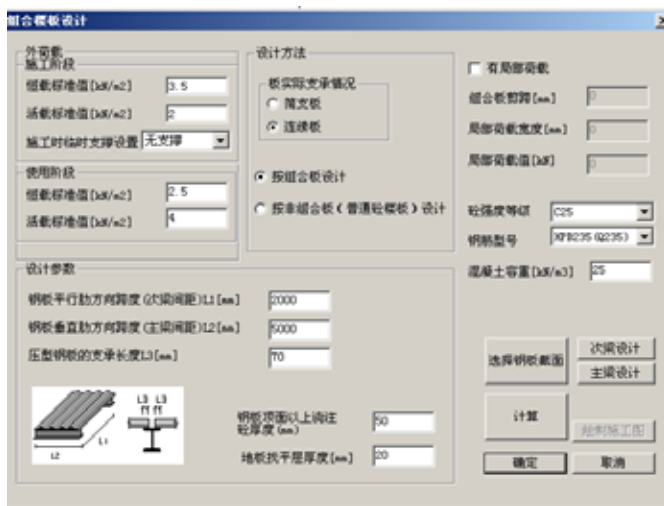 组合楼板设计
外荷载
施工阶段
恒载标准值[kN/m2] 3.5
活载标准值[kN/m2] 2
施工时临时支撑设置 无支撑
使用阶段
恒载标准值[kN/m2] 2.5
活载标准值[kN/m2] 4
设计方法
板实际支承情况
简支板
连续板
按组合板设计
按非组合板(普通砼楼板)设计
有局部荷载
组合板剪跨[mm] 0
局部荷载宽度[mm] 0
局部荷载值[kN] 0
砼强度等级 C25
钢筋型号 HPB235(Q235)
混凝土容重[kN/m3] 25
设计参数
钢板平行肋方向跨度(次梁间距)L1[mm] 2000
钢板垂直肋方向跨度(主梁间距)L2[mm] 5000
压型钢板的支承长度L3[mm] 70
L3 L3
L1
L2
钢板顶面以上浇注
砼厚度(mm) 50
地板找平层厚度[mm] 20
选择钢板截面
次梁设计
主梁设计
计算
绘制施工图
确定
取消